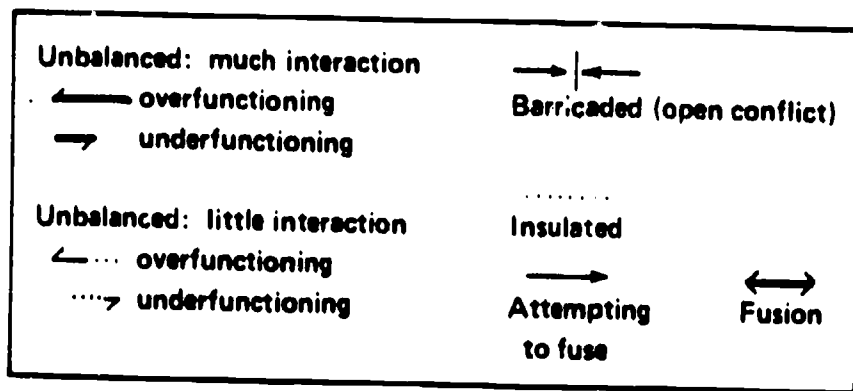 Unbalanced: much interaction
overfunctioning
underfunctioning
Barricaded (open conflict)
Unbalanced: little interaction
overfunctioning
underfunctioning
Insulated
Attempting
to fuse
Fusion